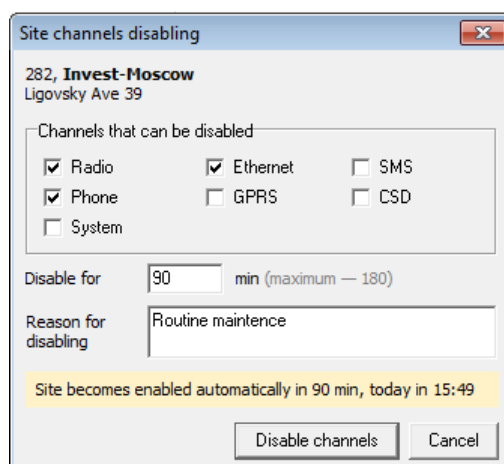 Site channels disabling
282, Invest-Moscow
Ligovsky Ave 39
Channels that can be disabled
Radio Ethernet SMS
Phone GPRS CSD
System
Disable for 90 min (maximum — 180)
Reason for disabling Routine maintence
Site becomes enabled automatically in 90 min, today in 15:49
Disable channels Cancel